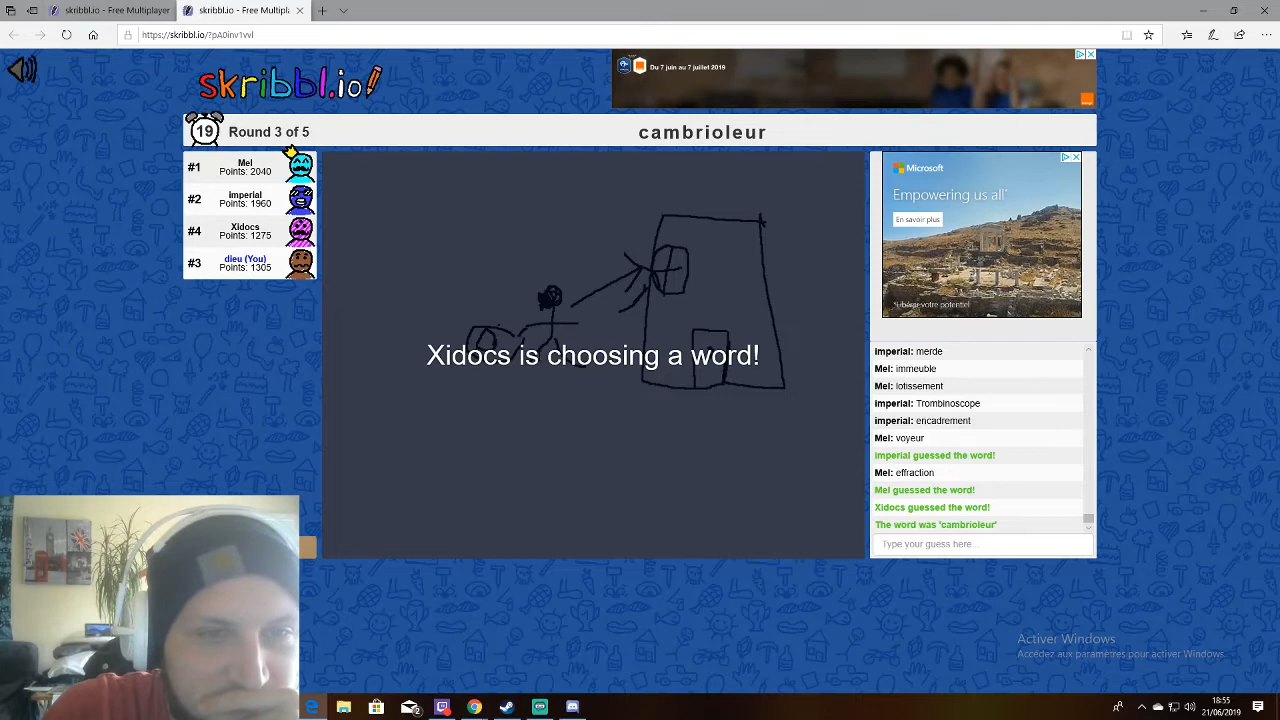 skribbl.io - Free Multiplayer
skribbl.io - Free Multipla
https://skribbl.io/?pA0inv1vvl
skribbl.io
Du 7 juin au 7 juillet 2019
19
Round 3 of 5
cambrioleur
#1
Mel
Points: 2040
#2
imperial
Points: 1960
#4
Xidocs
Points: 1275
#3
dieu (You)
Points: 1305
Xidocs is choosing a word!
Microsoft
Empowering us all*
En savoir plus
*Libérer votre potentiel
imperial: merde
Mel: immeuble
Mel: lotissement
imperial: Trombinoscope
imperial: encadrement
Mel: voyeur
imperial guessed the word!
Mel: effraction
Mel guessed the word!
Xidocs guessed the word!
The word was 'cambrioleur'
Type your guess here...
Activer Windows
Accédez aux paramètres pour activer Windows.
18:55
21/06/2019